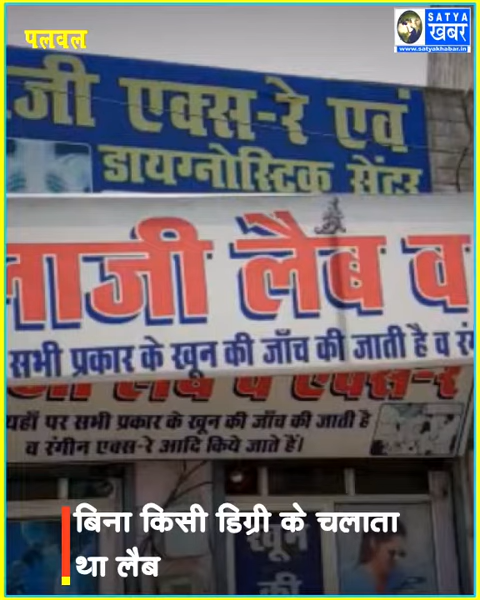 पलवल
SATYA
खबर
www.satyakhabar.in
जी एक्स-रे एवं
डायग्नोस्टिक सेंटर
लाजी लैब व
सभी प्रकार के खून की जाँच की जाती है व रं
लैब व एक्स-रे
यहाँ पर सभी प्रकार के खून की जाँच की जाती है
व रंगीन एक्स-रे आदि किये जाते हैं।
खून
की
बिना किसी डिग्री के चलाता
था लैब